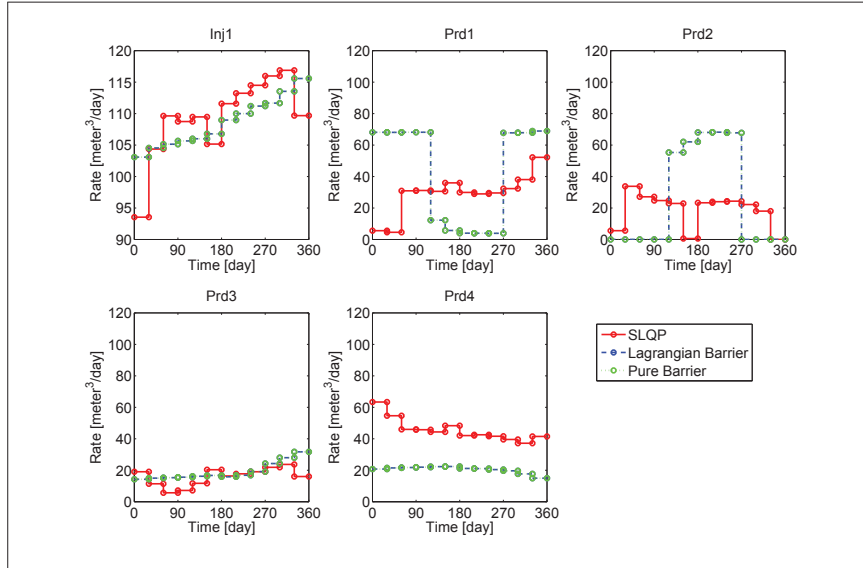 Inj1
Prd1
Prd2
120
115
110
105
100
95
90
Rate [meter³/day]
0 90 180 270 360
Time [day]
120
100
80
60
40
20
0
Rate [meter³/day]
0 90 180 270 360
Time [day]
120
100
80
60
40
20
0
Rate [meter³/day]
0 90 180 270 360
Time [day]
Prd3
Prd4
120
100
80
60
40
20
0
Rate [meter³/day]
0 90 180 270 360
Time [day]
120
100
80
60
40
20
0
Rate [meter³/day]
0 90 180 270 360
Time [day]
SLQP
Lagrangian Barrier
Pure Barrier